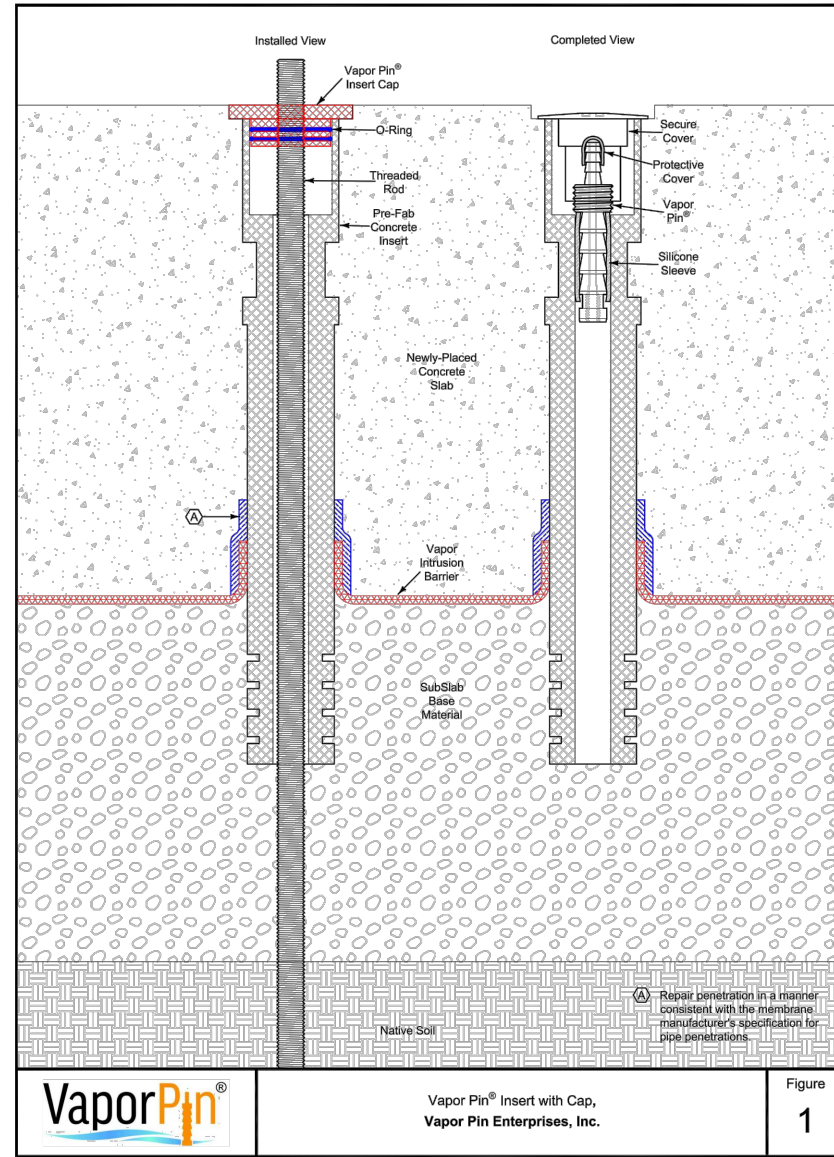 Installed View
Completed View
Vapor Pin®
Insert Cap
O-Ring
Threaded
Rod
Pre-Fab
Concrete
Insert
Secure
Cover
Protective
Cover
Vapor
Pin®
Silicone
Sleeve
Newly-Placed
Concrete
Slab
A
Vapor
Intrusion
Barrier
SubSlab
Base
Material
Native Soil
A Repair penetration in a manner
consistent with the membrane
manufacturer's specification for
pipe penetrations.
VaporPin®
Vapor Pin® Insert with Cap,
Vapor Pin Enterprises, Inc.
Figure
1